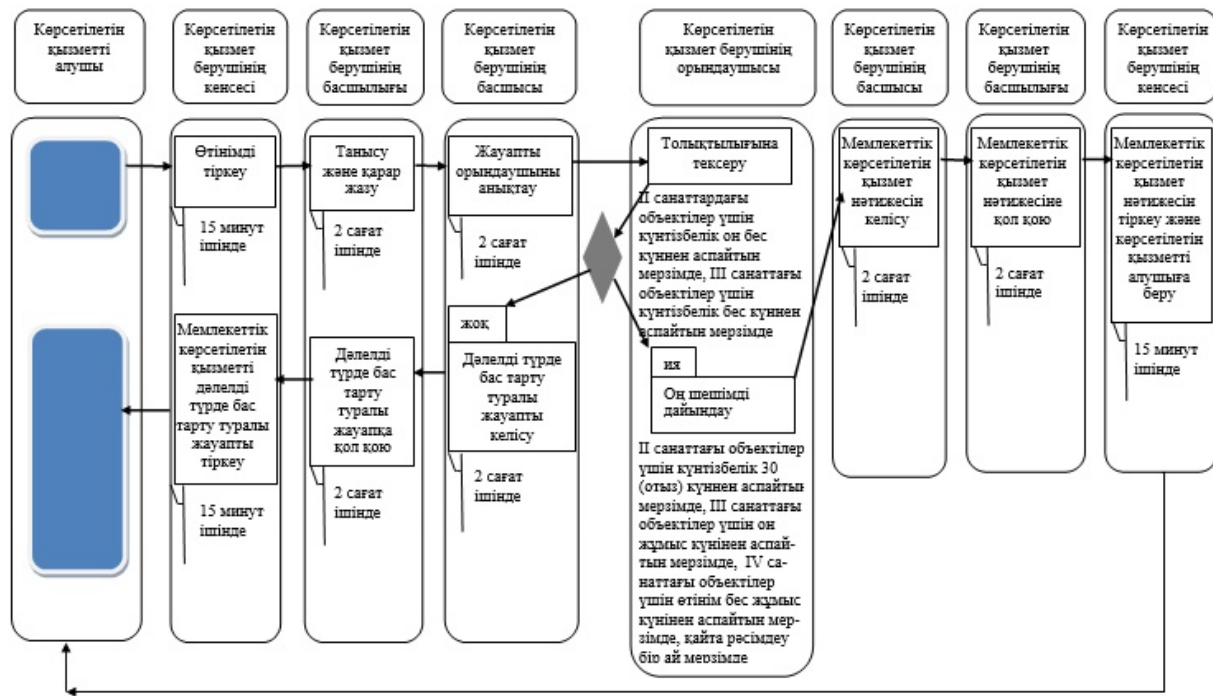 Көрсетілетін
қызметті
алушы
Көрсетілетін
қызмет
берушінің
кенсесі
Көрсетілетін
қызмет
берушінің
басшылығы
Көрсетілетін
қызмет
берушінің
басшысы
Көрсетілетін
қызмет берушінің
орындаушысы
Көрсетілетін
қызмет
берушінің
басшысы
Көрсетілетін
қызмет
берушінің
басшылығы
Көрсетілетін
қызмет
берушінің
кенсесі
Өтінімді
тіркеу
15 минут
ішінде
Танысу
және қарар
жазу
2 сағат
ішінде
Жауапты
орындаушыны
анықтау
2 сағат
ішінде
Толықтылығына
тексеру
II санаттардағы
объектілер үшін
күнтізбелік он бес
күннен аспайтын
мерзімде, III санаттағы
объектілер үшін
күнтізбелік бес күннен
аспайтын мерзімде
Мемлекеттік
көрсетілетін
қызмет
нәтижесін
келісу
2 сағат
ішінде
Мемлекеттік
көрсетілетін
қызмет
нәтижесіне
қол қою
2 сағат
ішінде
Мемлекеттік
көрсетілетін
қызмет
нәтижесін
тіркеу және
көрсетілетін
қызметті
алушыға
беру
15 минут
ішінде
Мемлекеттік
көрсетілетін
қызметті
дәлелді
түрде бас
тарту туралы
жауапты
тіркеу
15 минут
ішінде
Дәлелді
түрде бас
тарту
туралы
жауапқа
қол қою
2 сағат
ішінде
жоқ
Дәлелді түрде
бас тарту
туралы
жауапты
келісу
2 сағат
ішінде
ия
Оң шешімді
дайындау
II санаттағы объектілер
үшін күнтізбелік 30
(отыз) күннен аспайтын
мерзімде, III санаттағы
объектілер үшін он
жұмыс күнінен аспай-
тын мерзімде, IV са-
наттағы объектілер
үшін өтінім бес жұмыс
күнінен аспайтын мер-
зімде, қайта рәсімдеу
бір ай мерзімде